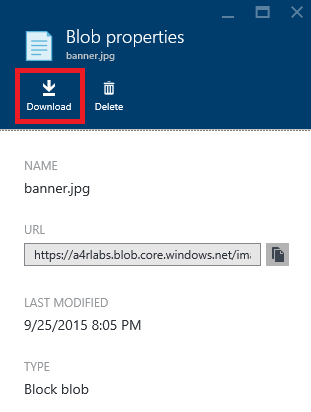 Blob properties
banner.jpg
Download Delete
NAME
banner.jpg
URL
https://a4rlabs.blob.core.windows.net/ima
LAST MODIFIED
9/25/2015 8:05 PM
TYPE
Block blob